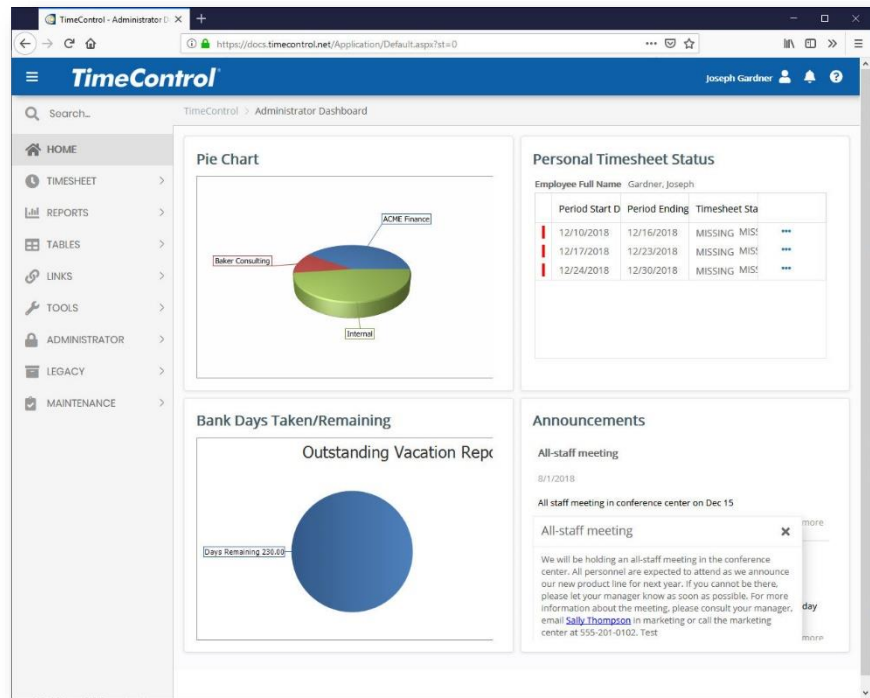 TimeControl - Administrator D
https://docs.timecontrol.net/Application/Default.aspx?st=0
TimeControl
Joseph Gardner
Search...
TimeControl > Administrator Dashboard
HOME
TIMESHEET
REPORTS
TABLES
LINKS
TOOLS
ADMINISTRATOR
LEGACY
MAINTENANCE
Pie Chart
ACME Finance
Baker Consulting
Internal
Personal Timesheet Status
Employee Full Name Gardner, Joseph
Period Start D Period Ending Timesheet Sta
12/10/2018 12/16/2018 MISSING MISS
12/17/2018 12/23/2018 MISSING MISS
12/24/2018 12/30/2018 MISSING MISS
Bank Days Taken/Remaining
Outstanding Vacation Repo
Days Remaining 230.00
Announcements
All-staff meeting
8/1/2018
All staff meeting in conference center on Dec 15
more
All-staff meeting
We will be holding an all-staff meeting in the conference
center. All personnel are expected to attend as we announce
our new product line for next year. If you cannot be there,
please let your manager know as soon as possible. For more
information about the meeting, please consult your manager,
email Sally Thompson in marketing or call the marketing
center at 555-201-0102. Test
day
more